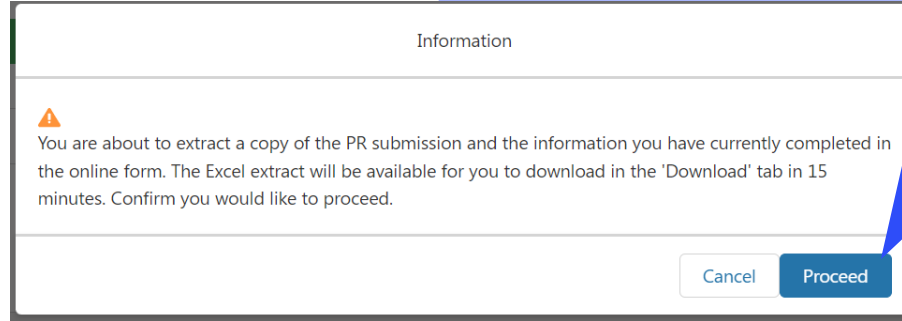 Information
You are about to extract a copy of the PR submission and the information you have currently completed in
the online form. The Excel extract will be available for you to download in the 'Download' tab in 15
minutes. Confirm you would like to proceed.
Cancel
Proceed